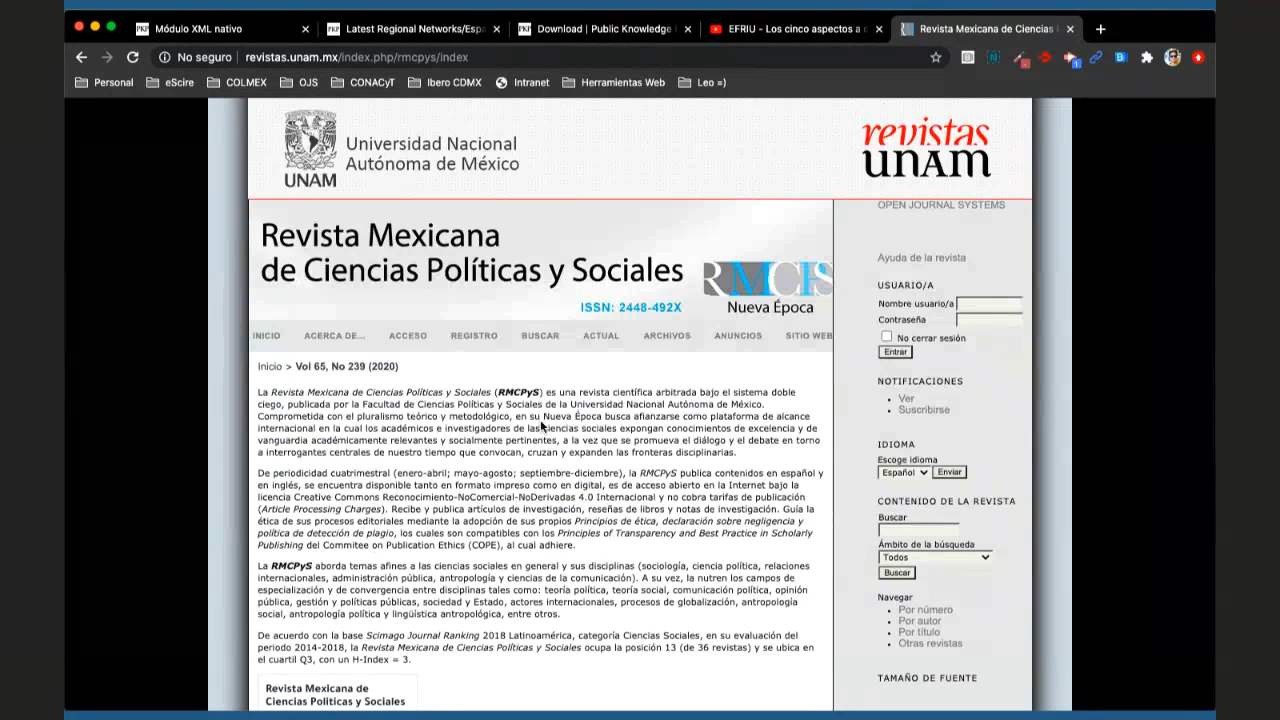 Módulo XML nativo
Latest Regional Networks/Espa
Download | Public Knowledge
EFRIU - Los cinco aspectos a c
Revista Mexicana de Ciencias
No seguro
revistas.unam.mx/index.php/rmcpys/index
Personal
eScire
COLMEX
OJS
CONACyT
Ibero CDMX
Intranet
Herramientas Web
Leo =)
Universidad Nacional
Autónoma de México
UNAM
revistas
unam
Revista Mexicana
de Ciencias Políticas y Sociales
RMCPS
ISSN: 2448-492X
Nueva Época
INICIO
ACERCA DE...
ACCESO
REGISTRO
BUSCAR
ACTUAL
ARCHIVOS
ANUNCIOS
SITIO WEB
Inicio > Vol 65, No 239 (2020)
La Revista Mexicana de Ciencias Políticas y Sociales (RMCPyS) es una revista científica arbitrada bajo el sistema doble
ciego, publicada por la Facultad de Ciencias Políticas y Sociales de la Universidad Nacional Autónoma de México.
Comprometida con el pluralismo teórico y metodológico, en su Nueva Época busca afianzarse como plataforma de alcance
internacional en la cual los académicos e investigadores de las ciencias sociales expongan conocimientos de excelencia y de
vanguardia académicamente relevantes y socialmente pertinentes, a la vez que se promueva el diálogo y el debate en torno
a interrogantes centrales de nuestro tiempo que convocan, cruzan y expanden las fronteras disciplinarias.
De periodicidad cuatrimestral (enero-abril; mayo-agosto; septiembre-diciembre), la RMCPyS publica contenidos en español y
en inglés, se encuentra disponible tanto en formato impreso como en digital, es de acceso abierto en la Internet bajo la
licencia Creative Commons Reconocimiento-NoComercial-NoDerivadas 4.0 Internacional y no cobra tarifas de publicación
(Article Processing Charges). Recibe y publica artículos de investigación, reseñas de libros y notas de investigación. Guía la
ética de sus procesos editoriales mediante la adopción de sus propios Principios de ética, declaración sobre negligencia y
política de detección de plagio, los cuales son compatibles con los Principles of Transparency and Best Practice in Scholarly
Publishing del Commitee on Publication Ethics (COPE), al cual adhiere.
La RMCPyS aborda temas afines a las ciencias sociales en general y sus disciplinas (sociología, ciencia política, relaciones
internacionales, administración pública, antropología y ciencias de la comunicación). A su vez, la nutren los campos de
especialización y de convergencia entre disciplinas tales como: teoría política, teoría social, comunicación política, opinión
pública, gestión y políticas públicas, sociedad y Estado, actores internacionales, procesos de globalización, antropología
social, antropología política y lingüística antropológica, entre otros.
De acuerdo con la base Scimago Journal Ranking 2018 Latinoamérica, categoría Ciencias Sociales, en su evaluación del
periodo 2014-2018, la Revista Mexicana de Ciencias Políticas y Sociales ocupa la posición 13 (de 36 revistas) y se ubica en
el cuartil Q3, con un H-Index = 3.
Revista Mexicana de
Ciencias Politicas y Sociales
OPEN JOURNAL SYSTEMS
Ayuda de la revista
USUARIO/A
Nombre usuario/a
Contraseña
No cerrar sesión
Entrar
NOTIFICACIONES
Ver
Suscribirse
IDIOMA
Escoge idioma
Español
Enviar
CONTENIDO DE LA REVISTA
Buscar
Ámbito de la búsqueda
Todos
Buscar
Navegar
Por número
Por autor
Por título
Otras revistas
TAMAÑO DE FUENTE